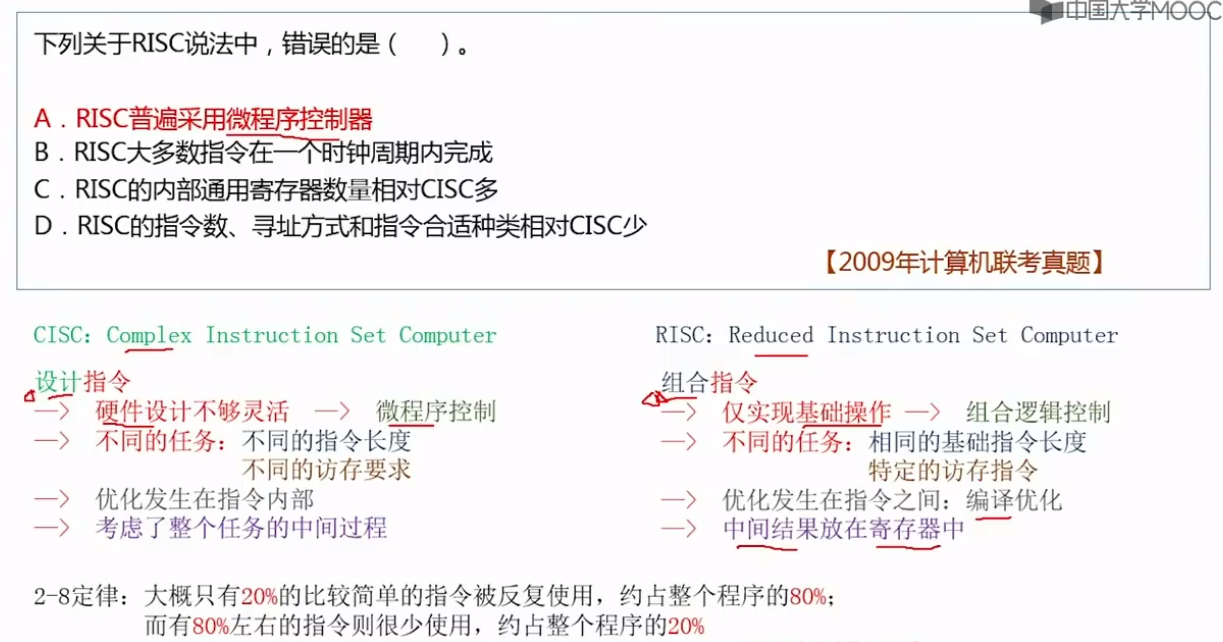 中国大学MOOC
下列关于RISC说法中，错误的是（　　）。
A．RISC普遍采用微程序控制器
B．RISC大多数指令在一个时钟周期内完成
C．RISC的内部通用寄存器数量相对CISC多
D．RISC的指令数、寻址方式和指令合适种类相对CISC少
【2009年计算机联考真题】
CISC：Complex Instruction Set Computer
设计指令
—> 硬件设计不够灵活 —> 微程序控制
—> 不同的任务：不同的指令长度
不同的访存要求
—> 优化发生在指令内部
—> 考虑了整个任务的中间过程
RISC：Reduced Instruction Set Computer
组合指令
—> 仅实现基础操作 —> 组合逻辑控制
—> 不同的任务：相同的基础指令长度
特定的访存指令
—> 优化发生在指令之间：编译优化
—> 中间结果放在寄存器中
2-8定律：大概只有20%的比较简单的指令被反复使用，约占整个程序的80%；
而有80%左右的指令则很少使用，约占整个程序的20%